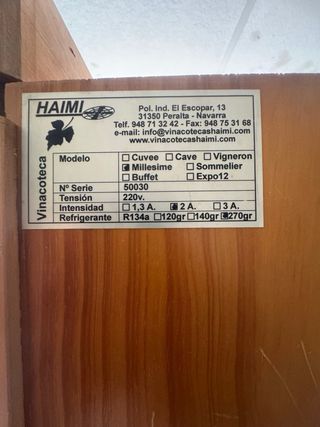 HAIMI
Pol. Ind. El Escopar, 13
31350 Peralta - Navarra
Telf. 948 71 32 42 - Fax: 948 75 31 68
e-mail: info@vinacotecashaimi.com
www.vinacotecashaimi.com
Vinacoteca
Modelo ☐ Cuvee ☐ Cave ☐ Vigneron
☒ Millesime ☐ Sommelier
☐ Buffet ☐ Expo12
Nº Serie 50030
Tensión 220v.
Intensidad ☐ 1,3 A. ☒ 2 A. ☐ 3 A.
Refrigerante R134a ☐ 120gr ☐ 140gr ☒ 270gr